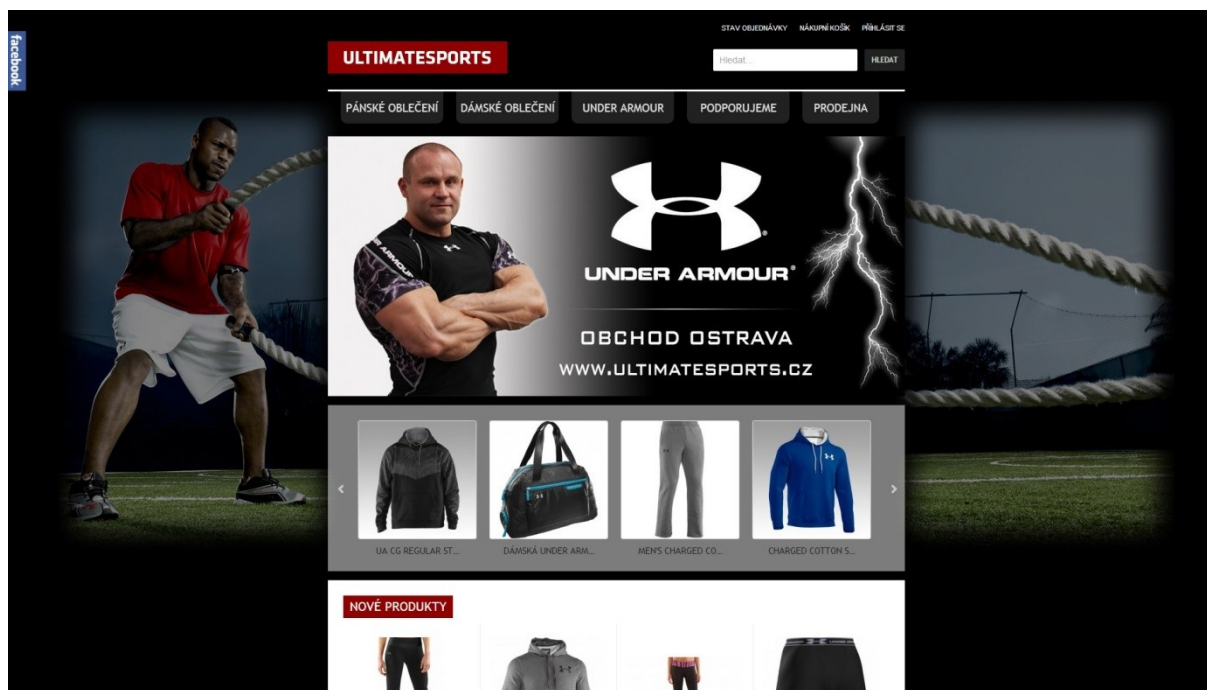 facebook
STAV OBJEDNÁVKY NÁKUPNÍ KOŠÍK PŘIHLÁSIT SE
ULTIMATESPORTS
Hledat...
HLEDAT
PÁNSKÉ OBLEČENÍ DÁMSKÉ OBLEČENÍ UNDER ARMOUR PODPORUJEME PRODEJNA
UNDER ARMOUR
UNDER ARMOUR®
OBCHOD OSTRAVA
WWW.ULTIMATESPORTS.CZ
UA CG REGULAR ST... DÁMSKÁ UNDER ARM... MEN'S CHARGED CO... CHARGED COTTON S...
NOVÉ PRODUKTY